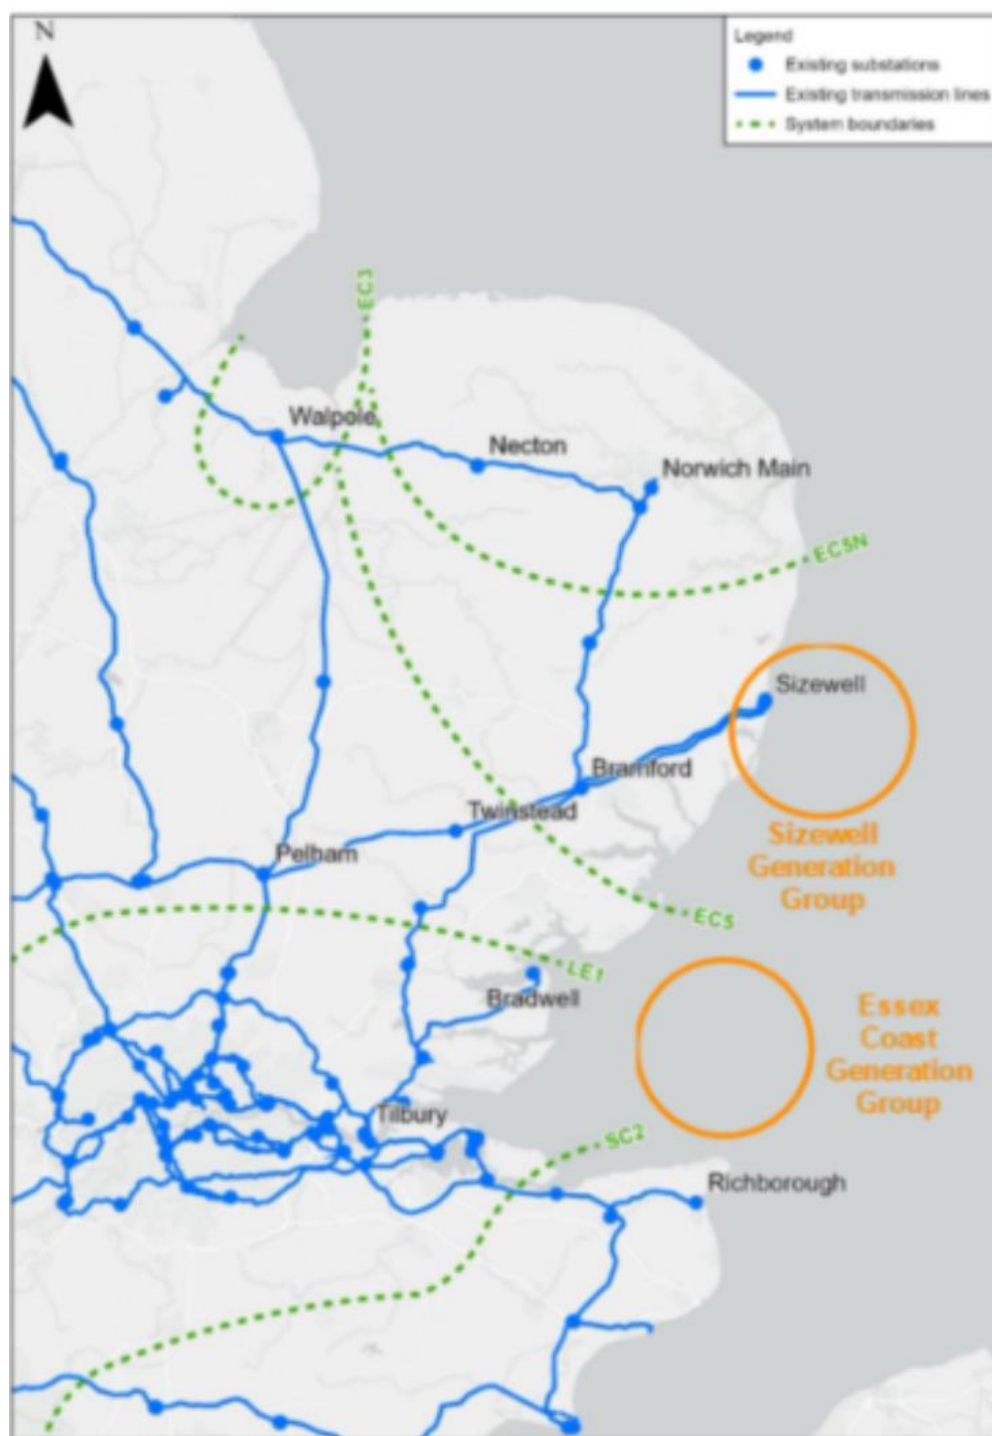 N
Legend
Existing substations
Existing transmission lines
System boundaries
EC3
Walpole
Necton
Norwich Main
EC5N
Sizewell
Bramford
Twinstead
Sizewell
Generation
Group
Pelham
EC5
LE1
Bradwell
Essex
Coast
Generation
Group
Tilbury
SC2
Richborough